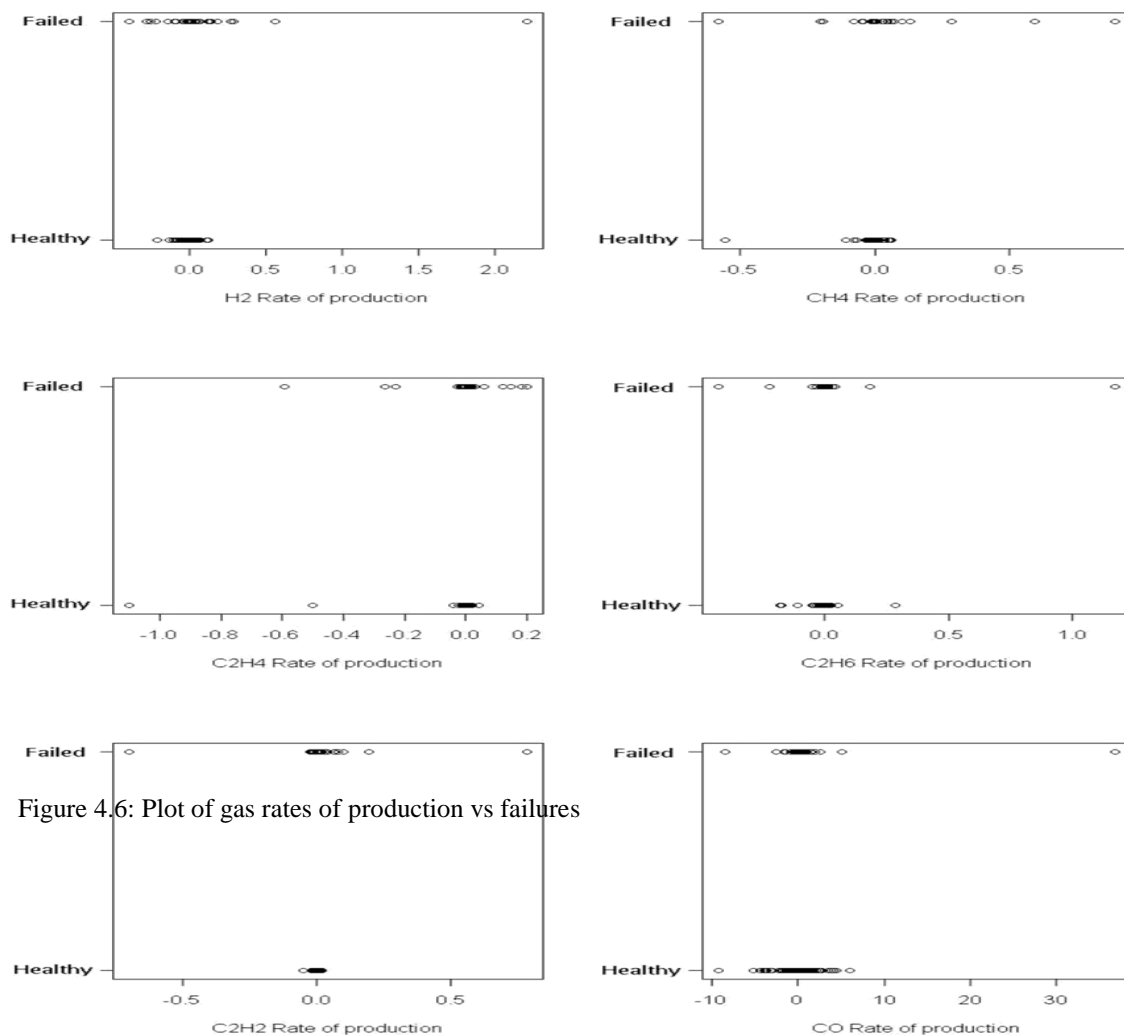 Failed
Healthy
0.0 0.5 1.0 1.5 2.0
H2 Rate of production
Failed
Healthy
-0.5 0.0 0.5
CH4 Rate of production
Failed
Healthy
-1.0 -0.8 -0.6 -0.4 -0.2 0.0 0.2
C2H4 Rate of production
Failed
Healthy
0.0 0.5 1.0
C2H6 Rate of production
Failed
Figure 4.6: Plot of gas rates of production vs failures
Healthy
-0.5 0.0 0.5
C2H2 Rate of production
Failed
Healthy
-10 0 10 20 30
CO Rate of production